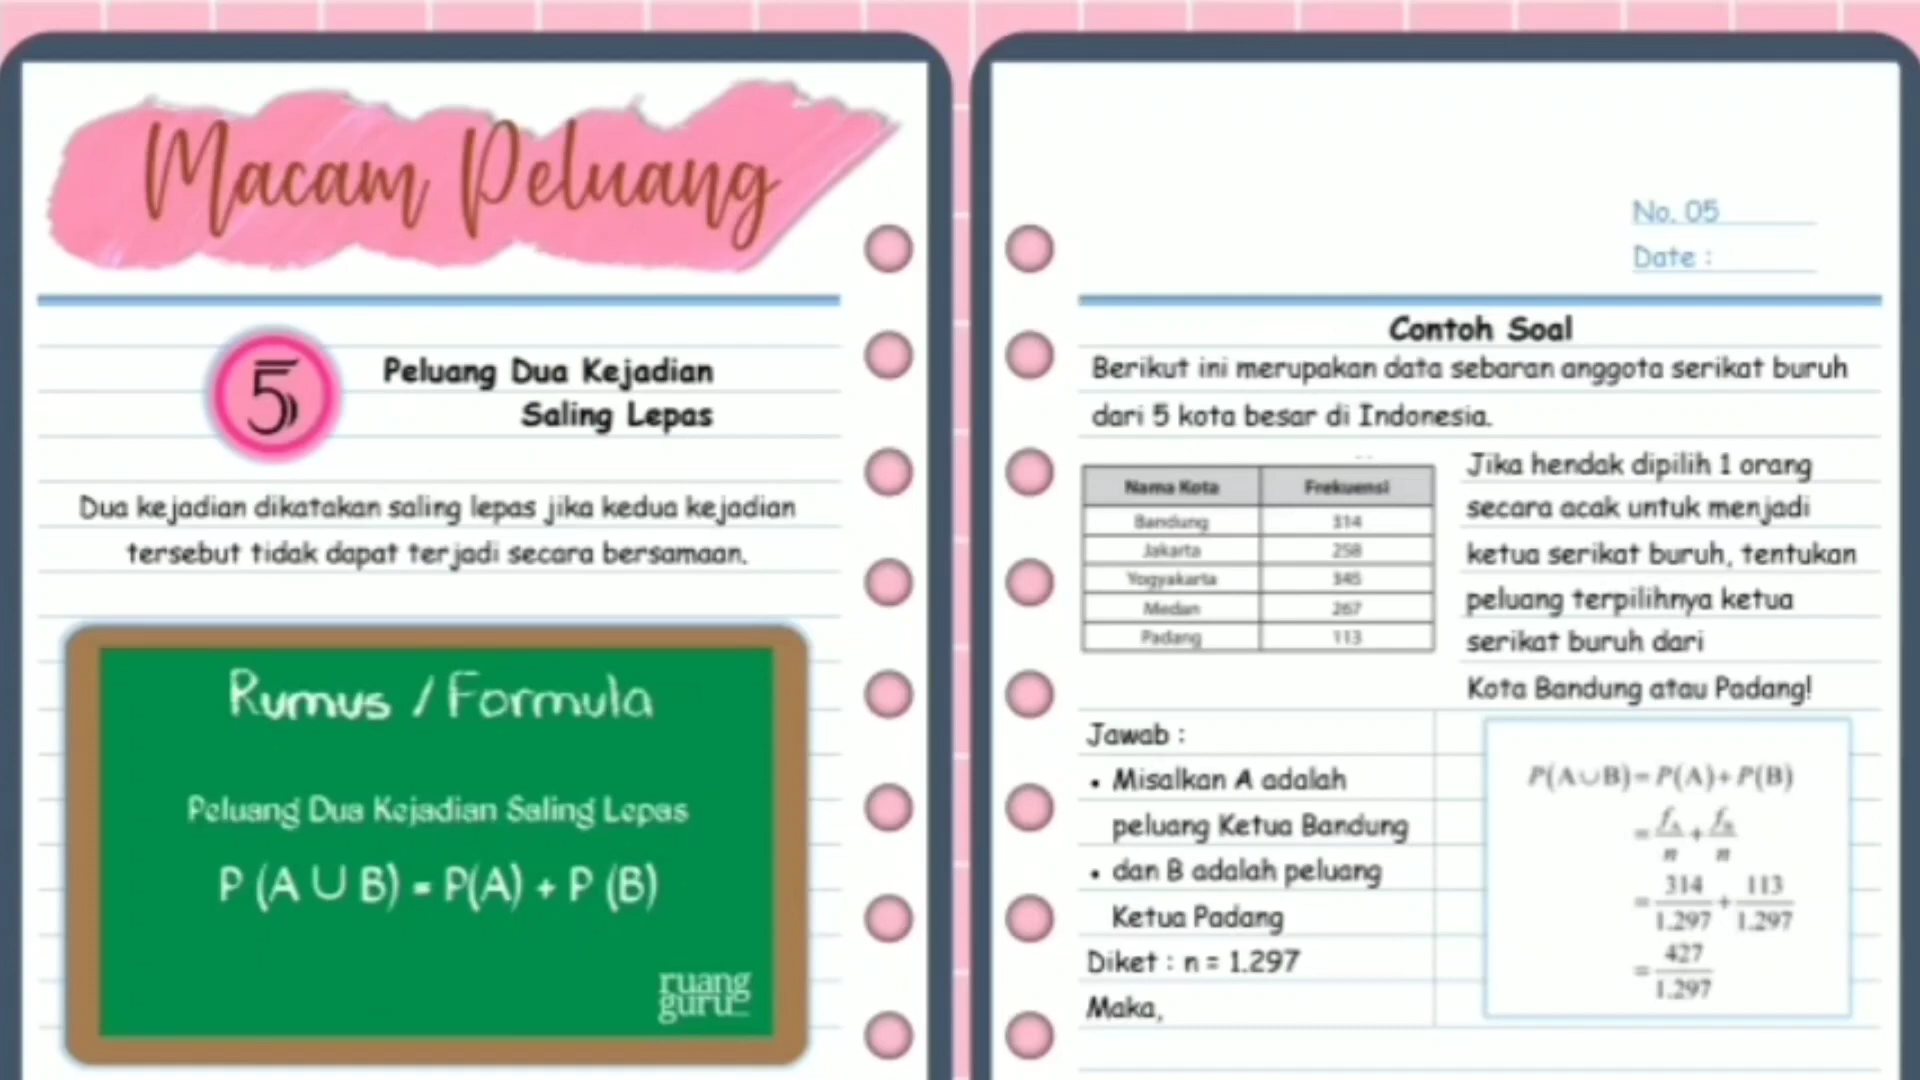 Macam Peluang
5
Peluang Dua Kejadian
Saling Lepas
Dua kejadian dikatakan saling lepas jika kedua kejadian
tersebut tidak dapat terjadi secara bersamaan.
Rumus / Formula
Peluang Dua Kejadian Saling Lepas
P (A ∪ B) = P(A) + P (B)
ruang
guru
No. 05
Date :
Contoh Soal
Berikut ini merupakan data sebaran anggota serikat buruh
dari 5 kota besar di Indonesia.
Nama Kota Frekuensi
Bandung 314
Jakarta 258
Yogyakarta 345
Medan 267
Padang 113
Jika hendak dipilih 1 orang
secara acak untuk menjadi
ketua serikat buruh, tentukan
peluang terpilihnya ketua
serikat buruh dari
Kota Bandung atau Padang!
Jawab :
• Misalkan A adalah
peluang Ketua Bandung
• dan B adalah peluang
Ketua Padang
Diket : n = 1.297
Maka,
P(A∪B)= P(A)+ P(B)
= f_A/n + f_B/n
= 314/1.297 + 113/1.297
= 427/1.297